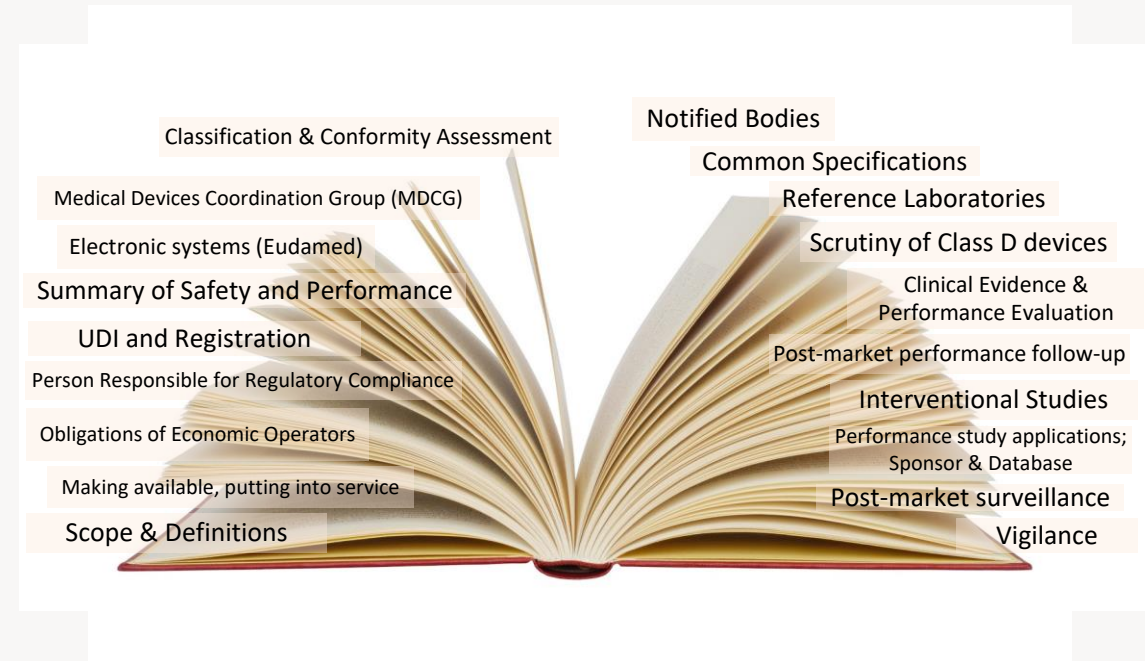 Classification & Conformity Assessment
Medical Devices Coordination Group (MDCG)
Electronic systems (Eudamed)
Summary of Safety and Performance
UDI and Registration
Person Responsible for Regulatory Compliance
Obligations of Economic Operators
Making available, putting into service
Scope & Definitions
Notified Bodies
Common Specifications
Reference Laboratories
Scrutiny of Class D devices
Clinical Evidence &
Performance Evaluation
Post-market performance follow-up
Interventional Studies
Performance study applications;
Sponsor & Database
Post-market surveillance
Vigilance